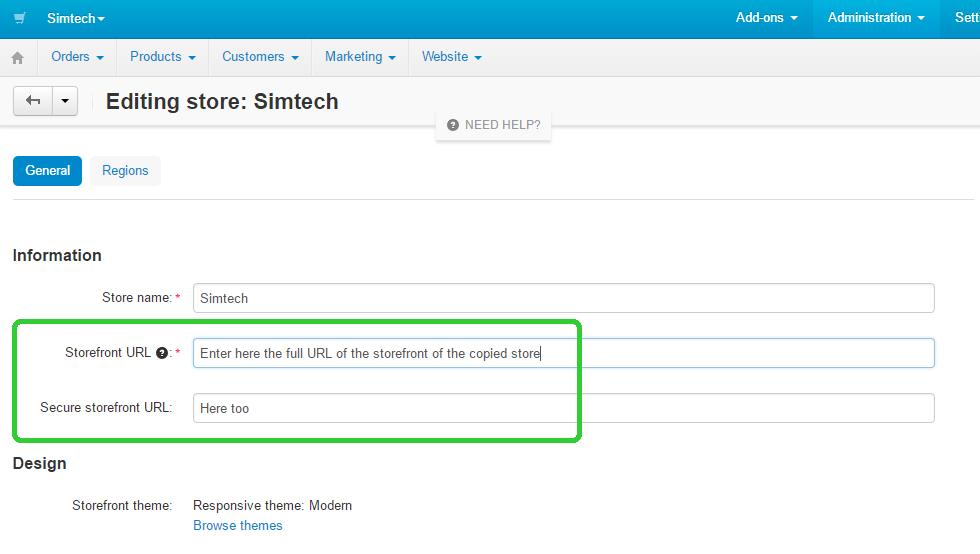 Simtech Add-ons Administration Sett
Orders Products Customers Marketing Website
Editing store: Simtech
? NEED HELP?
General Regions
Information
Store name: * Simtech
Storefront URL ?: * Enter here the full URL of the storefront of the copied store
Secure storefront URL: Here too
Design
Storefront theme: Responsive theme: Modern
Browse themes